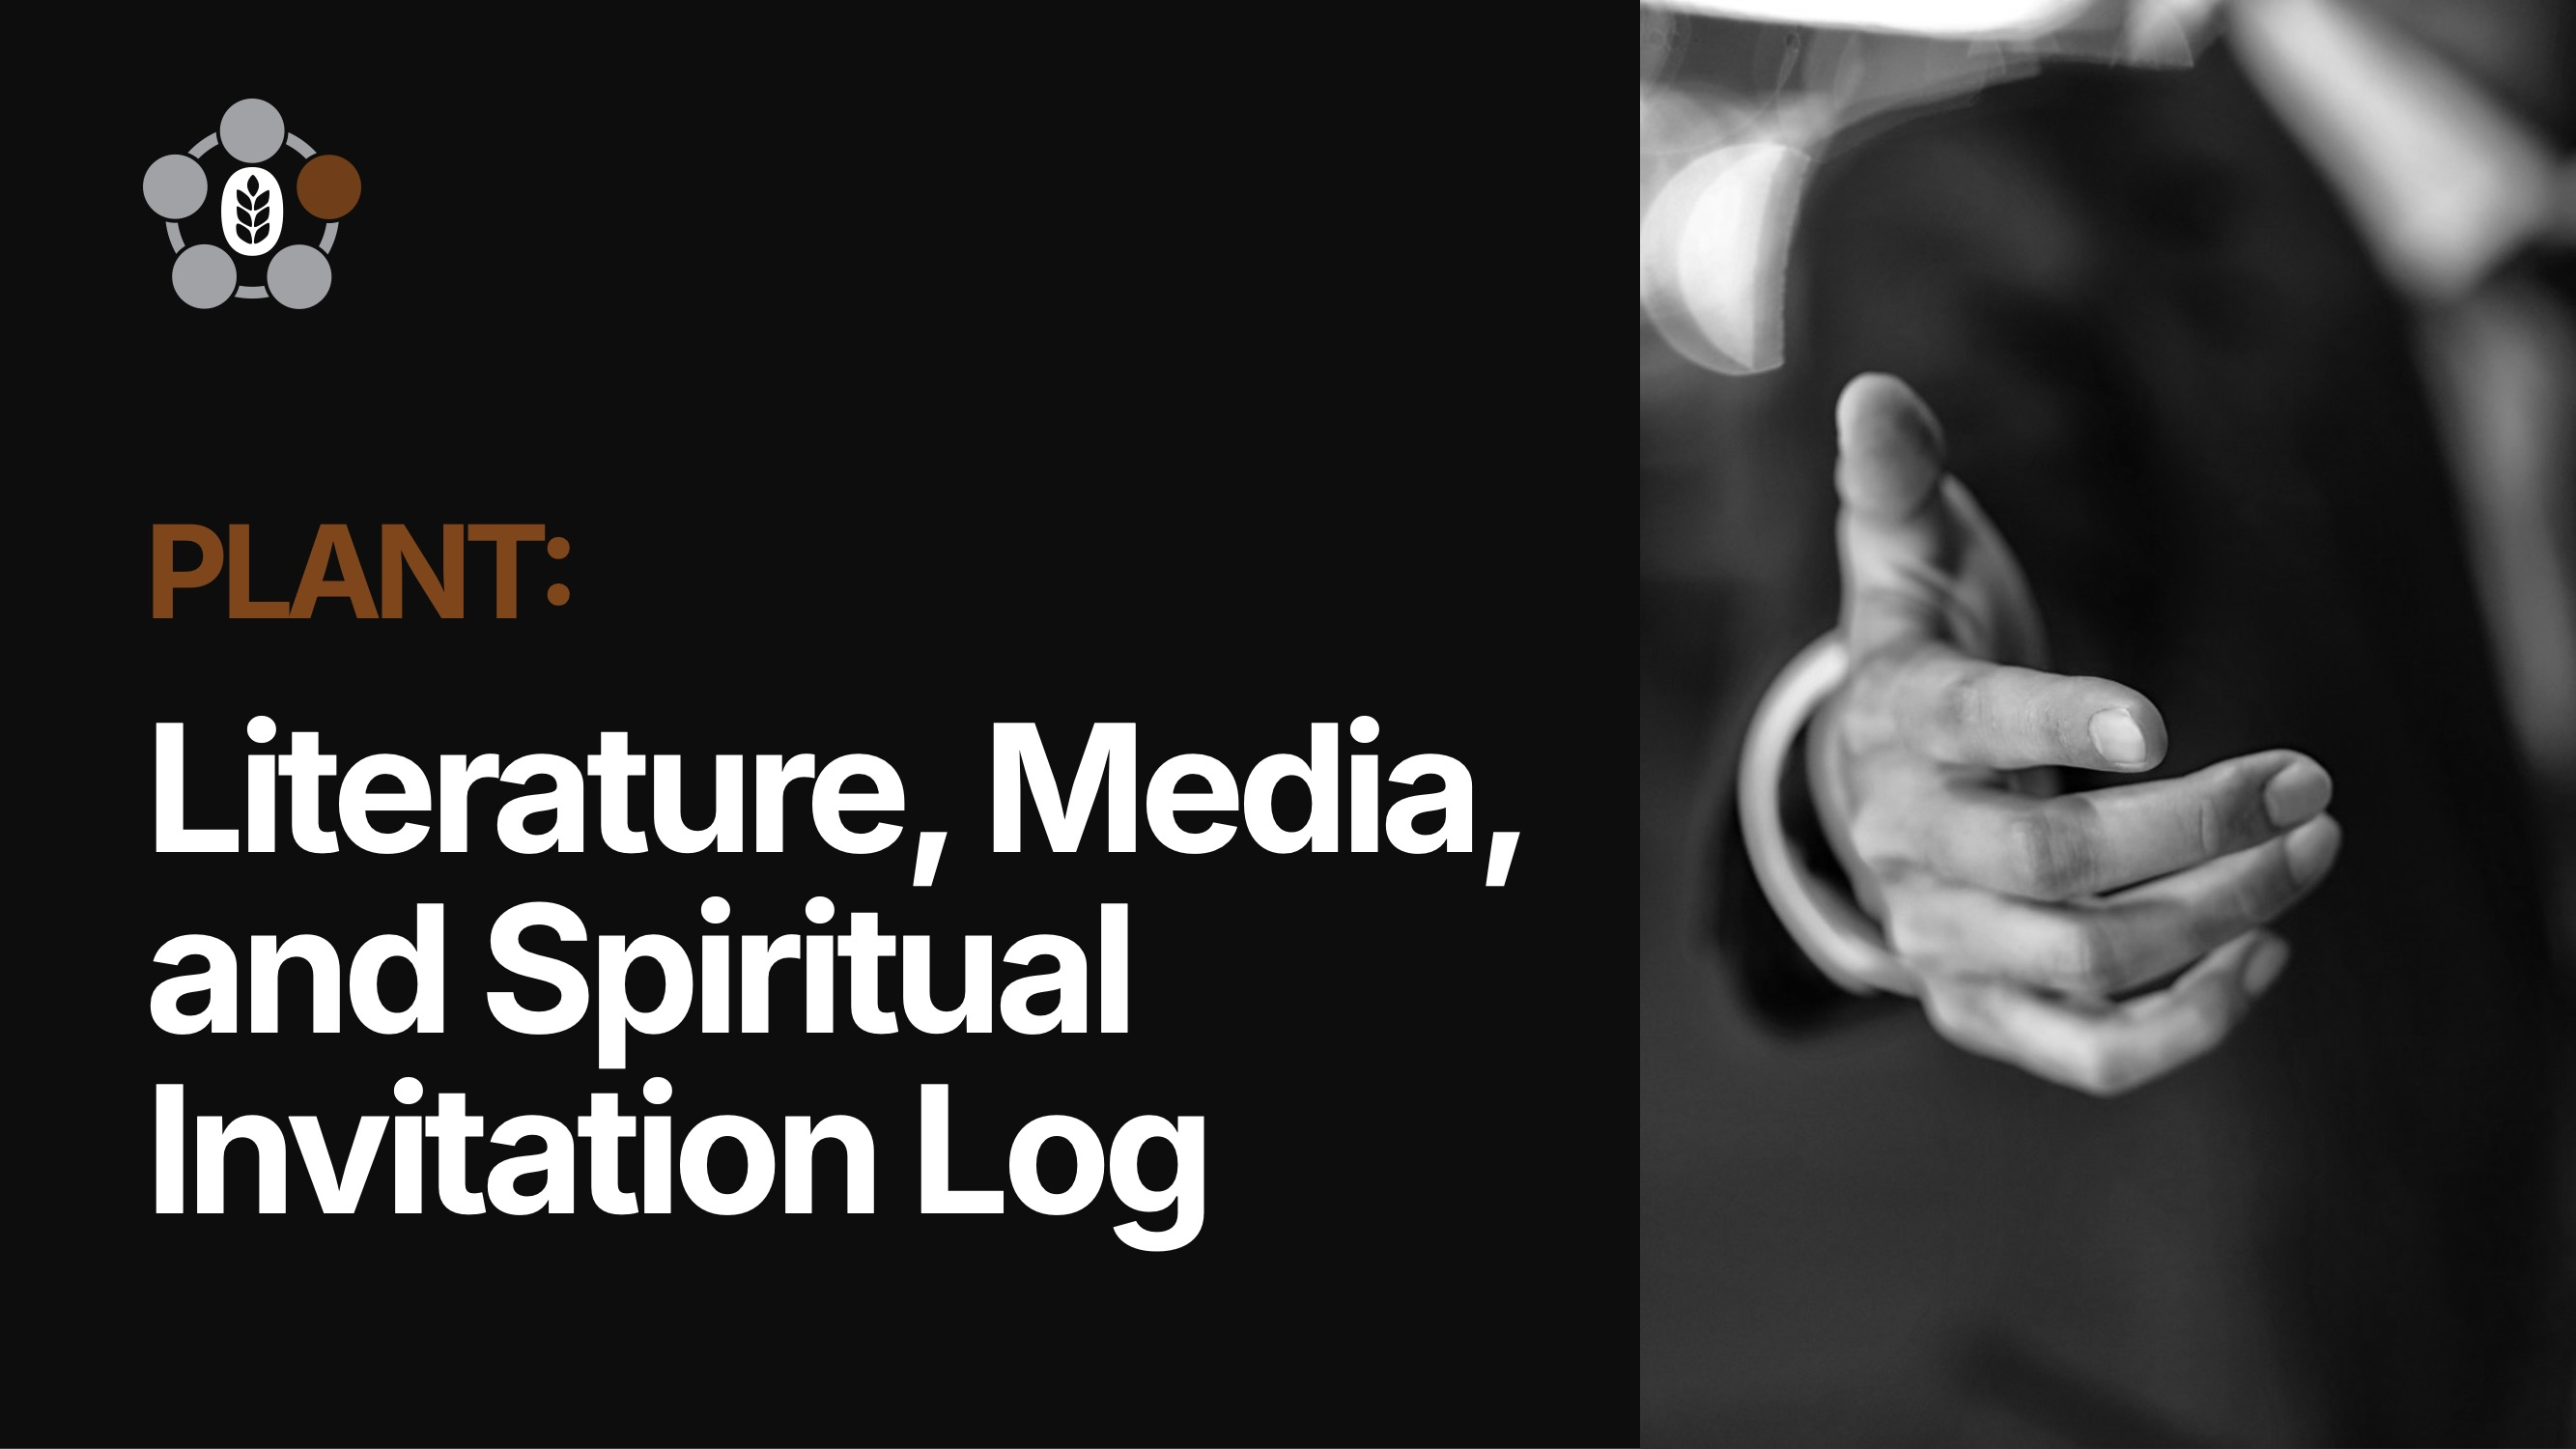 PLANT:
Literature, Media,
and Spiritual
Invitation Log